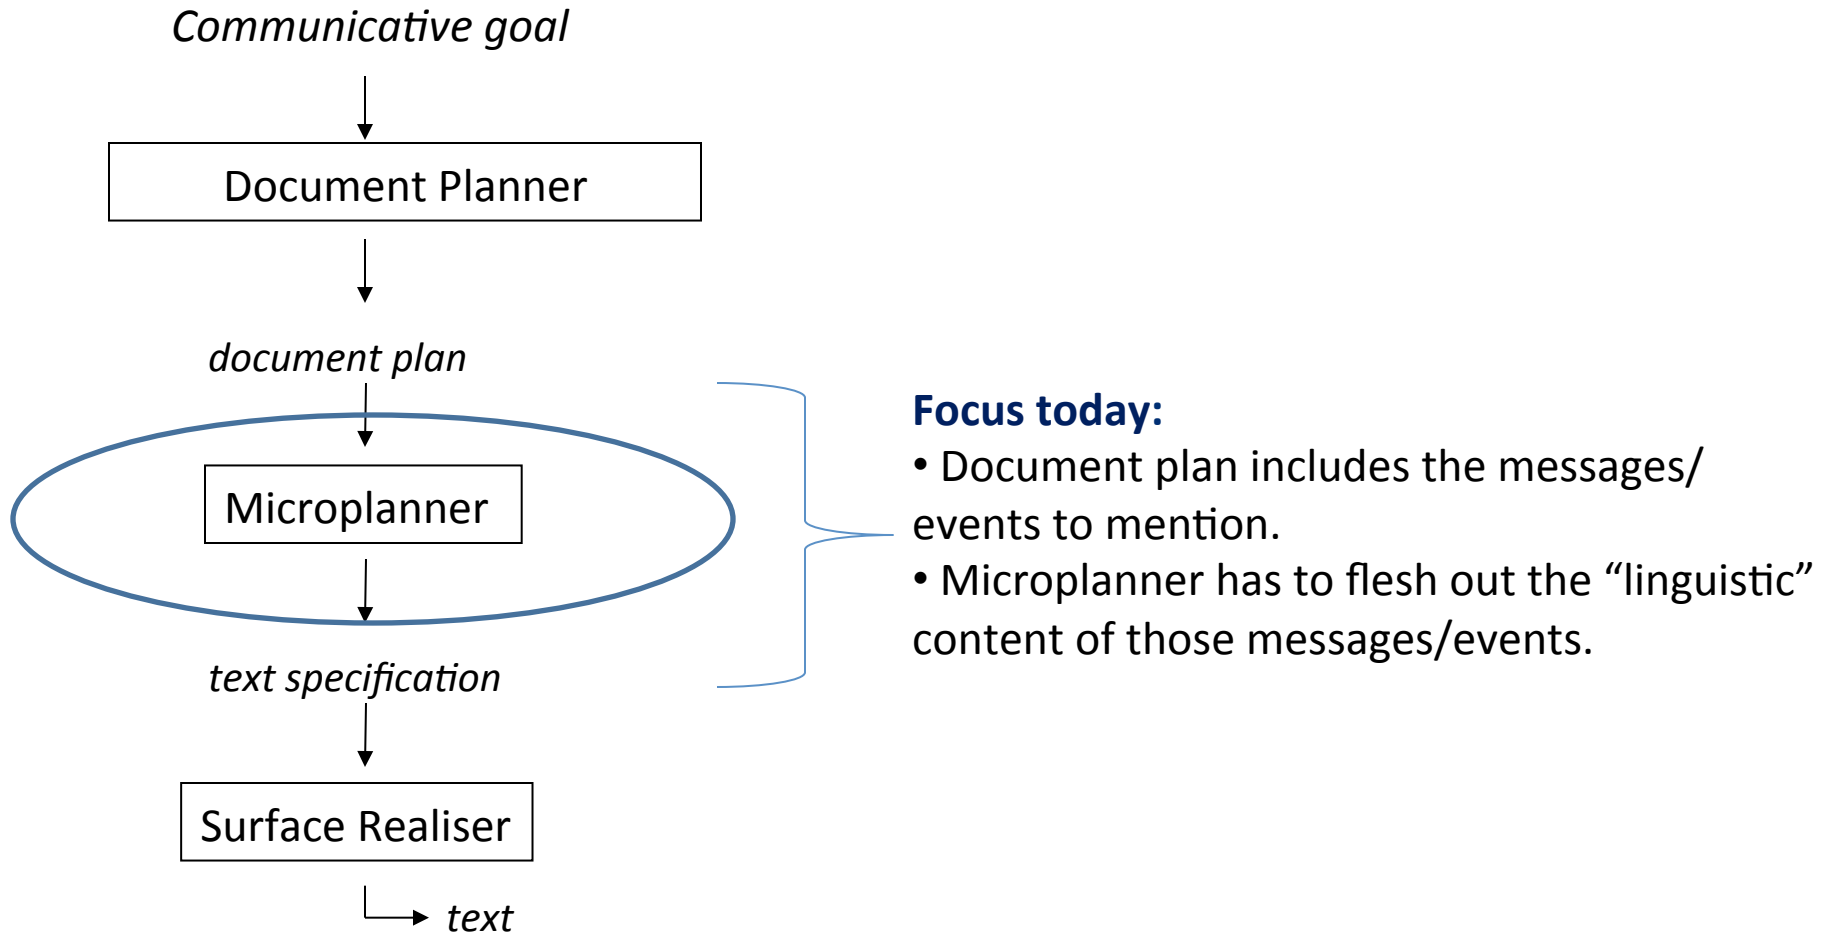 Communicative goal
Document Planner
document plan
Microplanner
text specification
Surface Realiser
text
Focus today:
• Document plan includes the messages/
events to mention.
• Microplanner has to flesh out the “linguistic”
content of those messages/events.